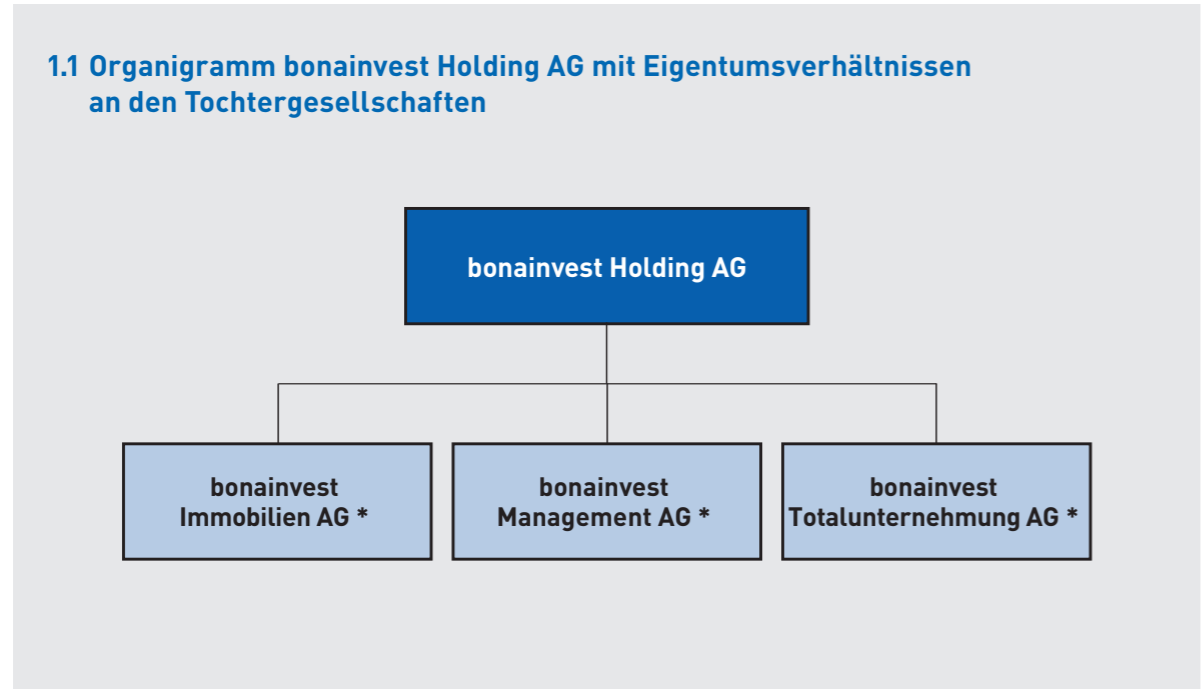 1.1 Organigramm bonainvest Holding AG mit Eigentumsverhältnissen
an den Tochtergesellschaften
bonainvest Holding AG
bonainvest
Immobilien AG *
bonainvest
Management AG *
bonainvest
Totalunternehmung AG *